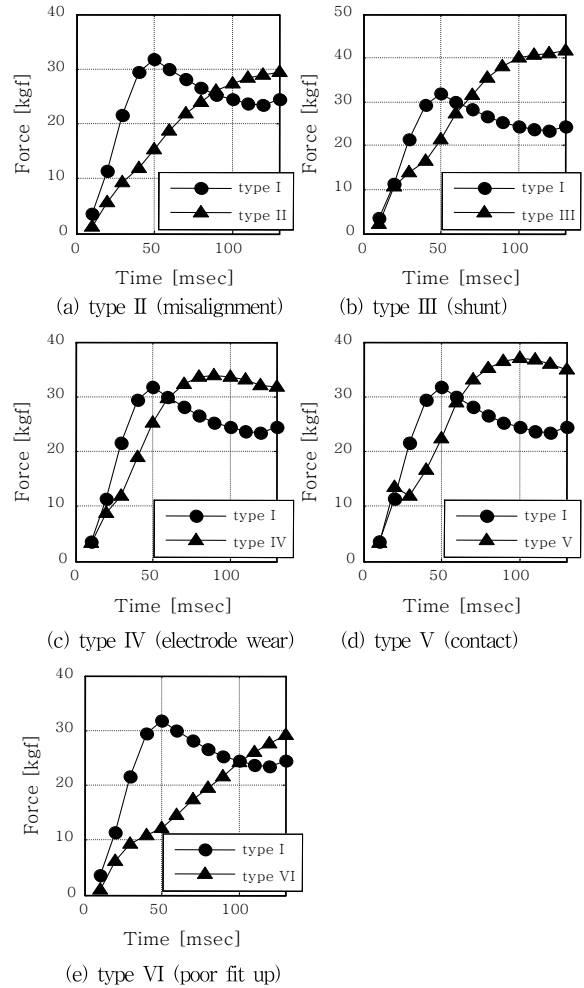 40
30
20
10
0
0
50
100
Force [kgf]
Time [msec]
type I
type II
(a) type II (misalignment)
50
40
30
20
10
0
0
50
100
Force [kgf]
Time [msec]
type I
type III
(b) type III (shunt)
40
30
20
10
0
0
50
100
Force [kgf]
Time [msec]
type I
type IV
(c) type IV (electrode wear)
40
30
20
10
0
0
50
100
Force [kgf]
Time [msec]
type I
type V
(d) type V (contact)
40
30
20
10
0
0
50
100
Force [kgf]
Time [msec]
type I
type VI
(e) type VI (poor fit up)